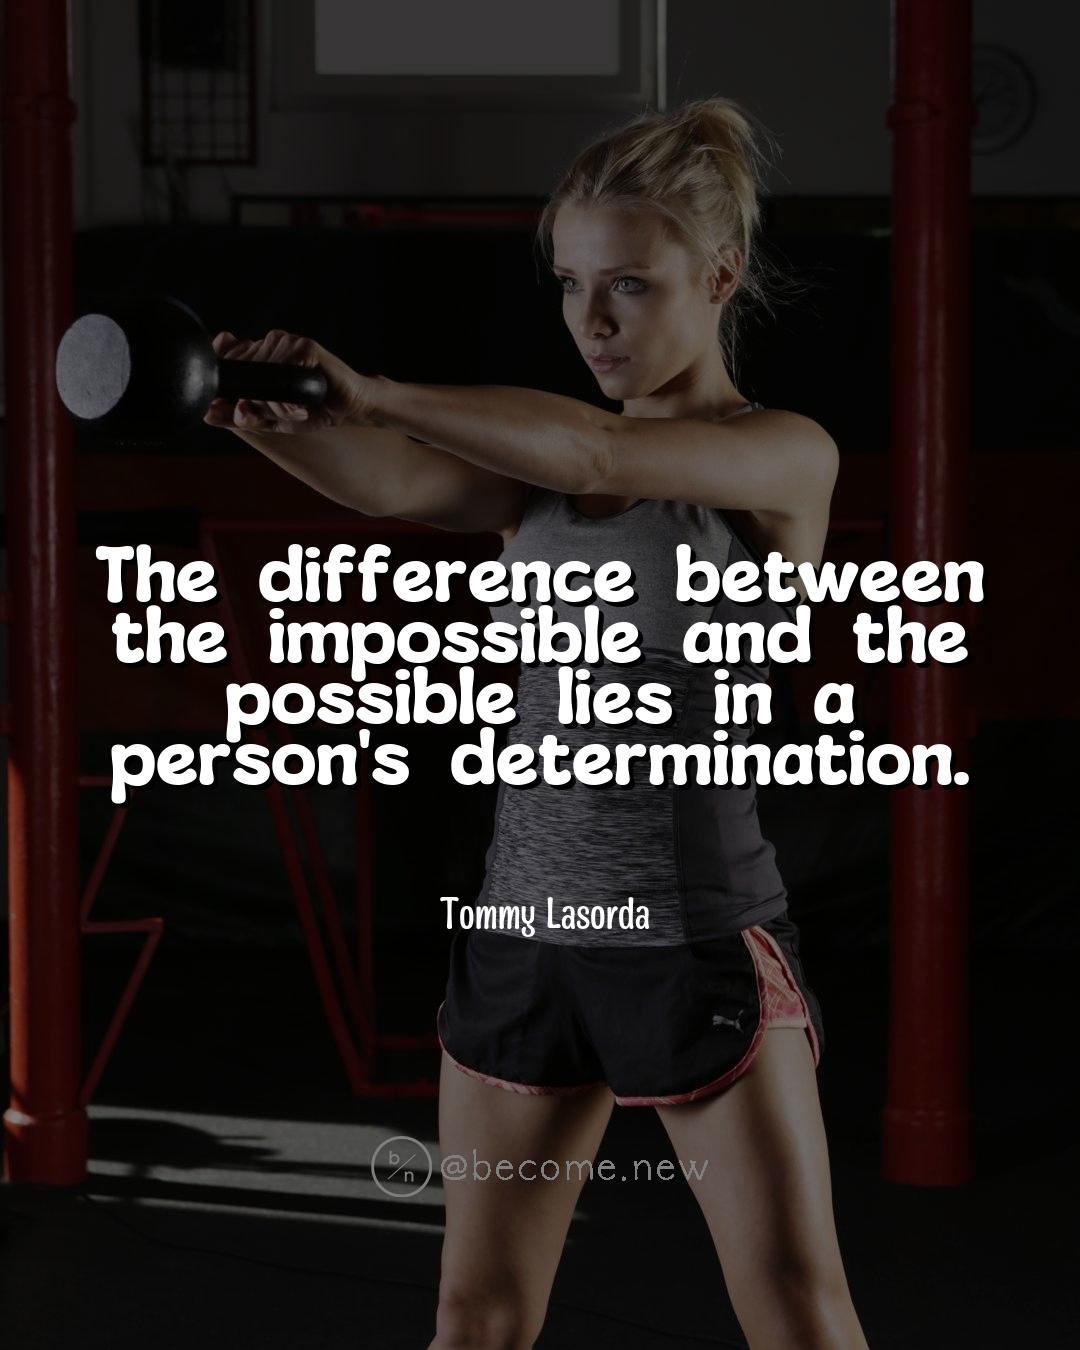 The difference between
the impossible and the
possible lies in a
person's determination.
Tommy Lasorda
b/n @become.new